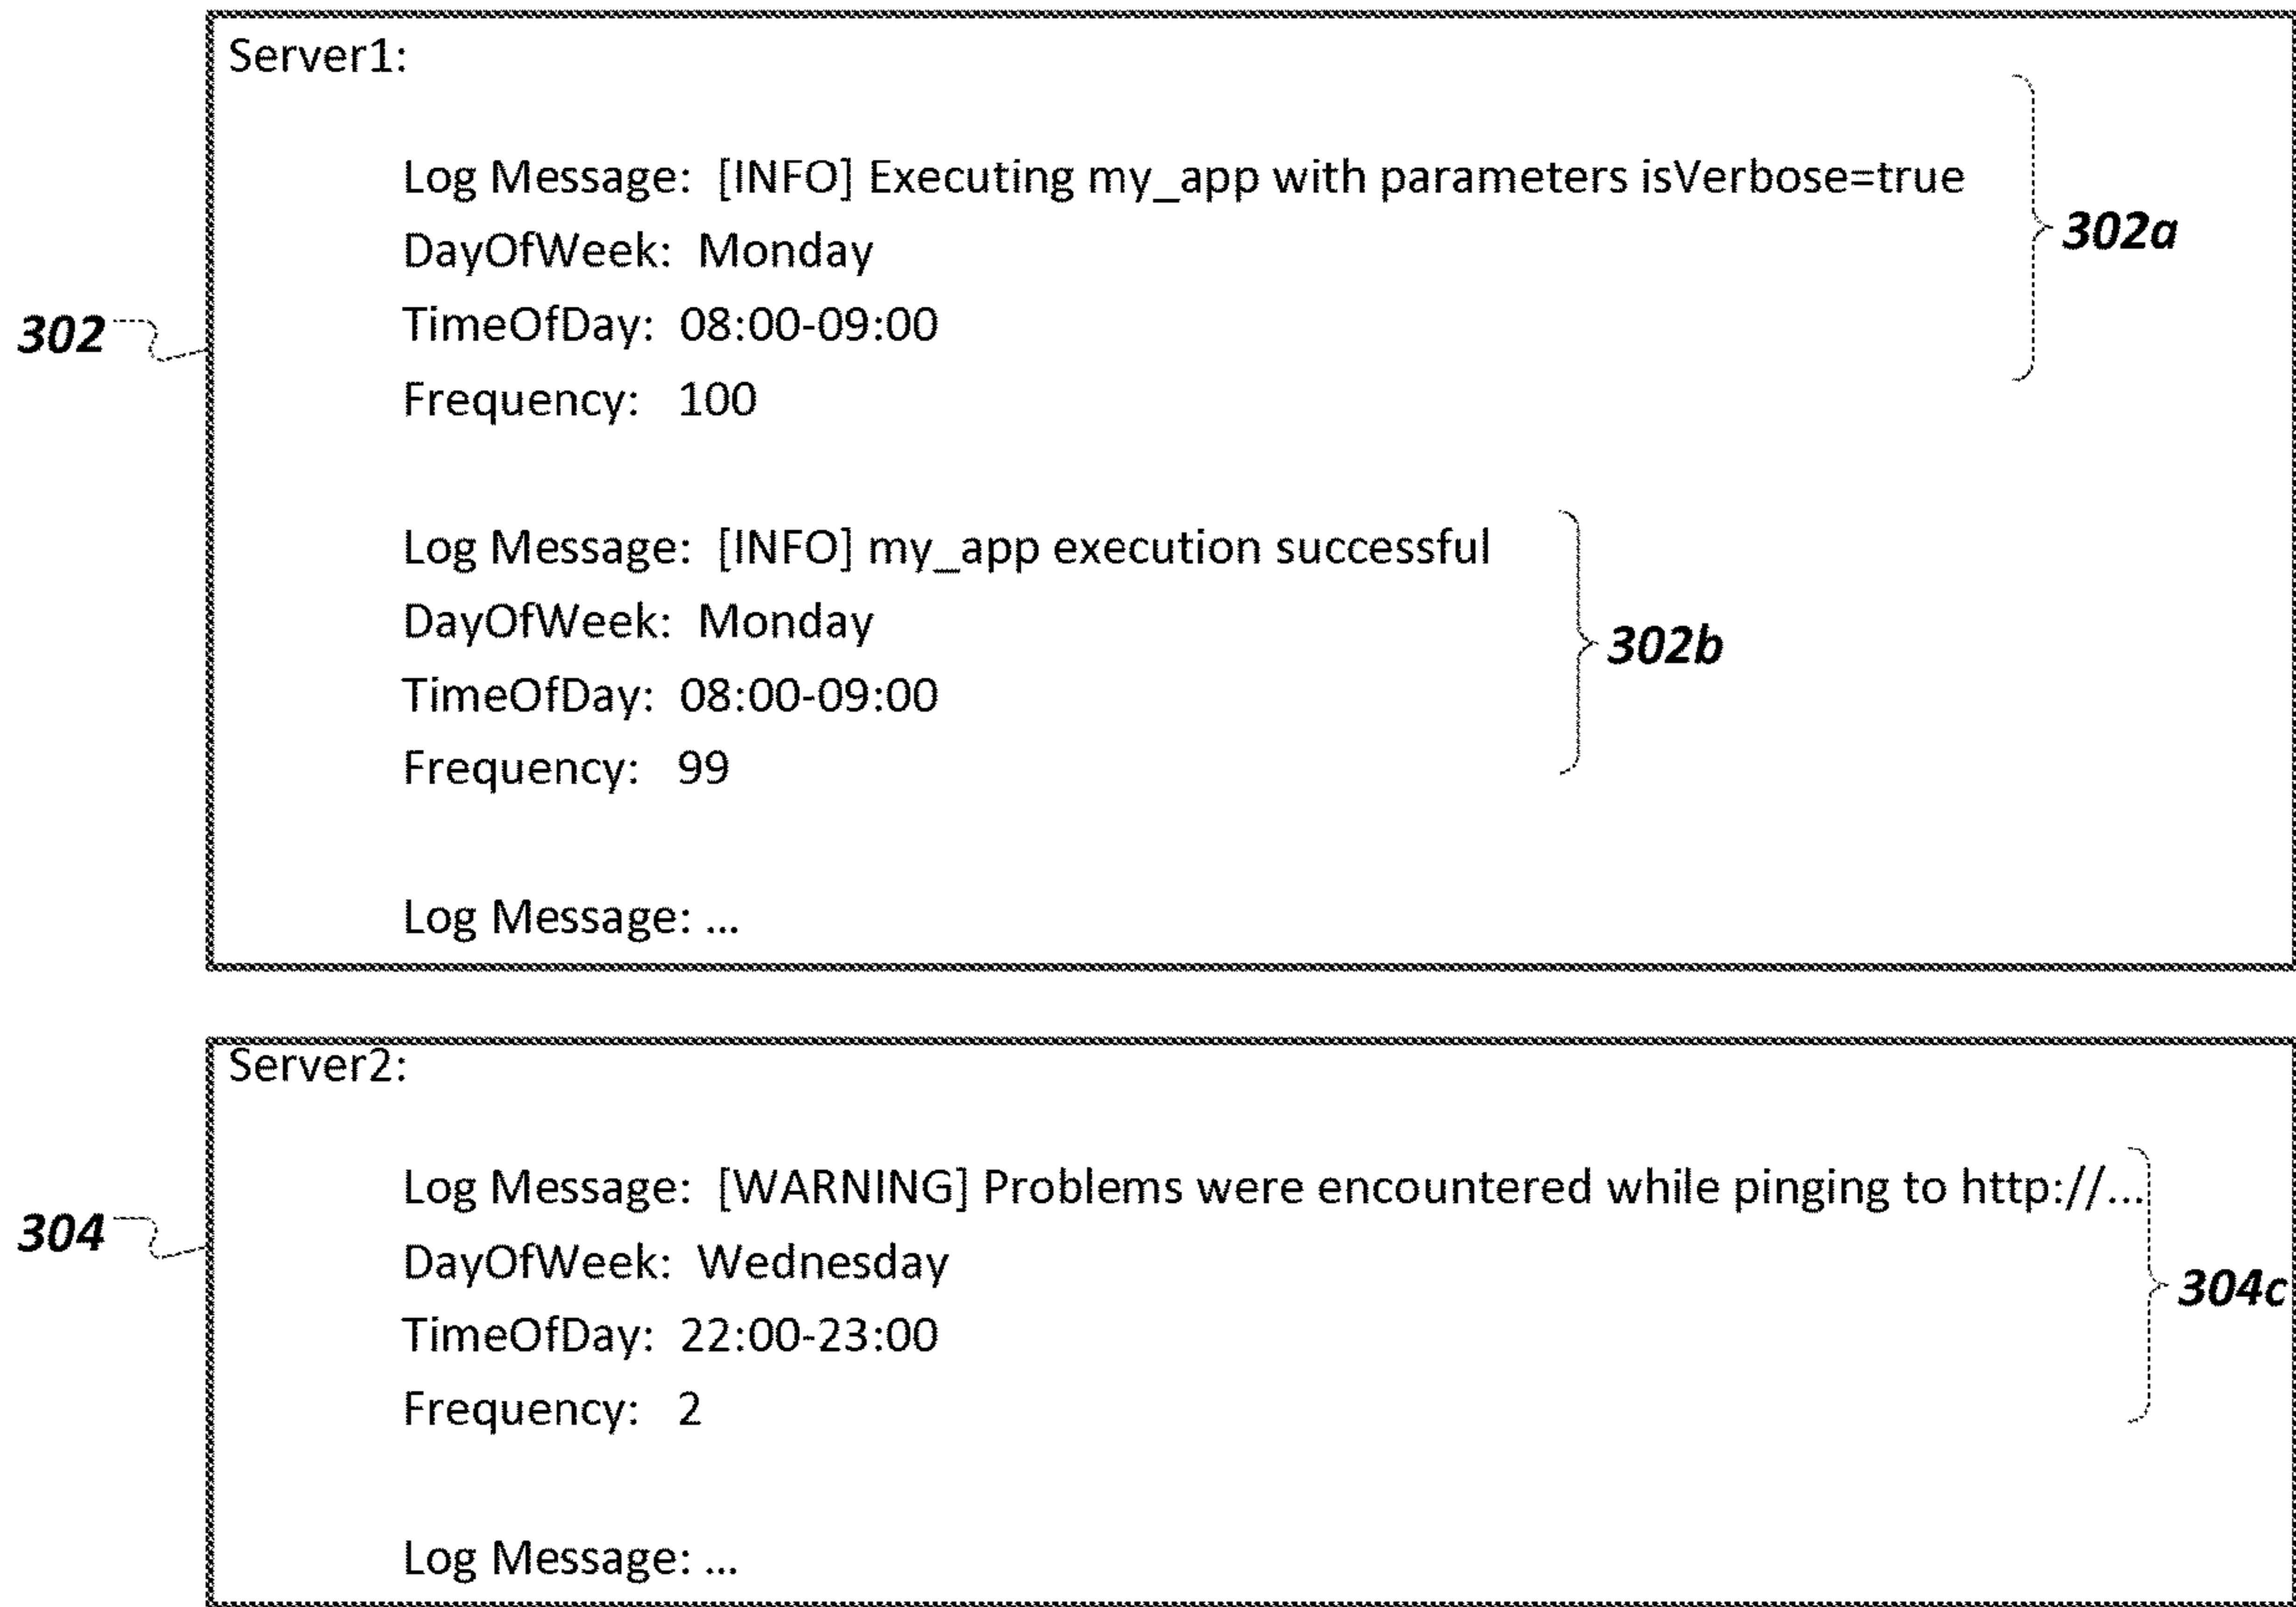 Server1:
Log Message: [INFO] Executing my_app with parameters isVerbose=true
DayOfWeek: Monday
302a
TimeOfDay: 08:00-09:00
302
Frequency: 100
Log Message: [INFO] my_app execution successful
DayOfWeek: Monday
302b
TimeOfDay: 08:00-09:00
Frequency: 99
Log Message: ...
Server2:
Log Message: [WARNING] Problems were encountered while pinging to http://...
304
DayOfWeek: Wednesday
304c
TimeOfDay: 22:00-23:00
Frequency: 2
Log Message: ...